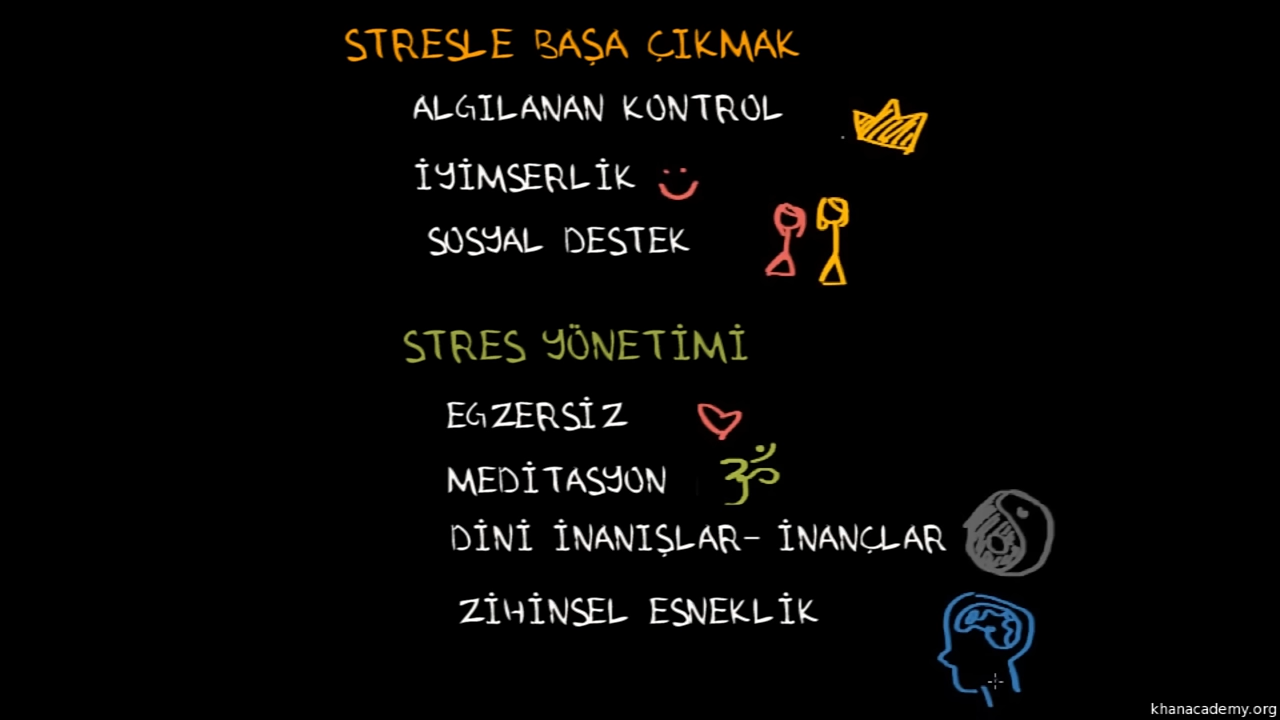 STRESLE BAŞA ÇIKMAK
ALGILANAN KONTROL
İYİMSERLİK
SOSYAL DESTEK
STRES YÖNETİMİ
EGZERSİZ
MEDİTASYON
DİNİ İNANIŞLAR- İNANÇLAR
ZİHİNSEL ESNEKLİK
khanacademy.org